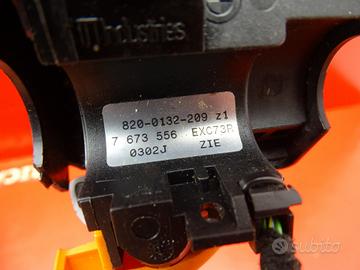 Industries
820-0132-209 z1
7 673 556 EXC73R
0302J ZIE
subito